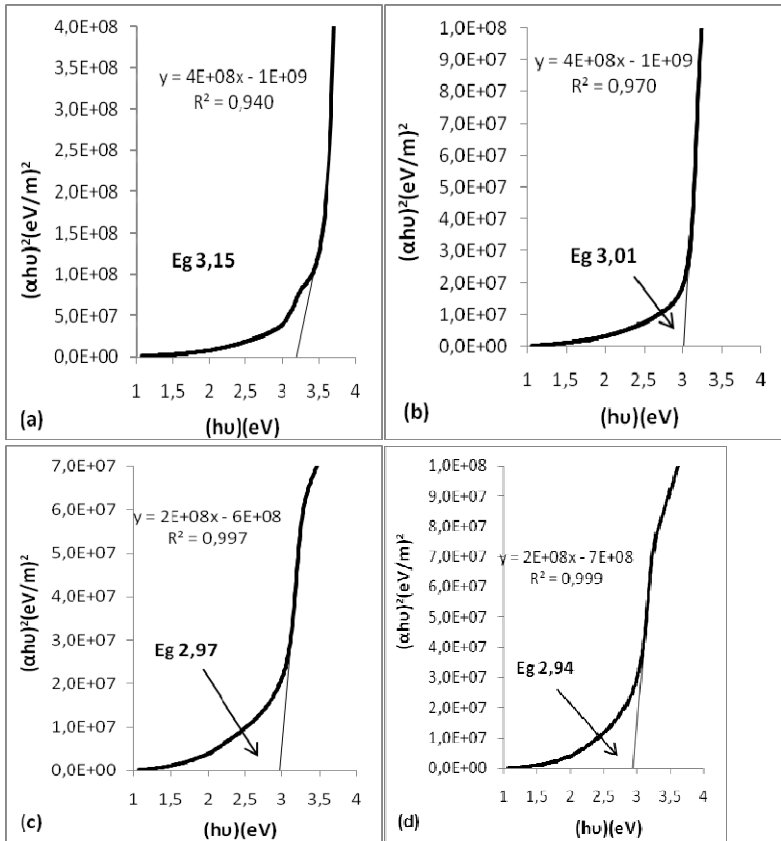 4,0E+08
3,5E+08
3,0E+08
2,5E+08
2,0E+08
1,5E+08
1,0E+08
5,0E+07
0,0E+00
(αhυ)²(eV/m)²
y = 4E+08x - 1E+09
R² = 0,940
Eg 3,15
1 1,5 2 2,5 3 3,5 4
(hυ)(eV)
(a)
1,0E+08
9,0E+07
8,0E+07
7,0E+07
6,0E+07
5,0E+07
4,0E+07
3,0E+07
2,0E+07
1,0E+07
0,0E+00
(αhυ)²(eV/m)²
y = 4E+08x - 1E+09
R² = 0,970
Eg 3,01
1 1,5 2 2,5 3 3,5 4
(hυ)(eV)
(b)
7,0E+07
6,0E+07
5,0E+07
4,0E+07
3,0E+07
2,0E+07
1,0E+07
0,0E+00
(αhυ)²(eV/m)²
y = 2E+08x - 6E+08
R² = 0,997
Eg 2,97
1 1,5 2 2,5 3 3,5 4
(hυ)(eV)
(c)
1,0E+08
9,0E+07
8,0E+07
7,0E+07
6,0E+07
5,0E+07
4,0E+07
3,0E+07
2,0E+07
1,0E+07
0,0E+00
(αhυ)²(eV/m)²
y = 2E+08x - 7E+08
R² = 0,999
Eg 2,94
1 1,5 2 2,5 3 3,5 4
(hυ)(eV)
(d)